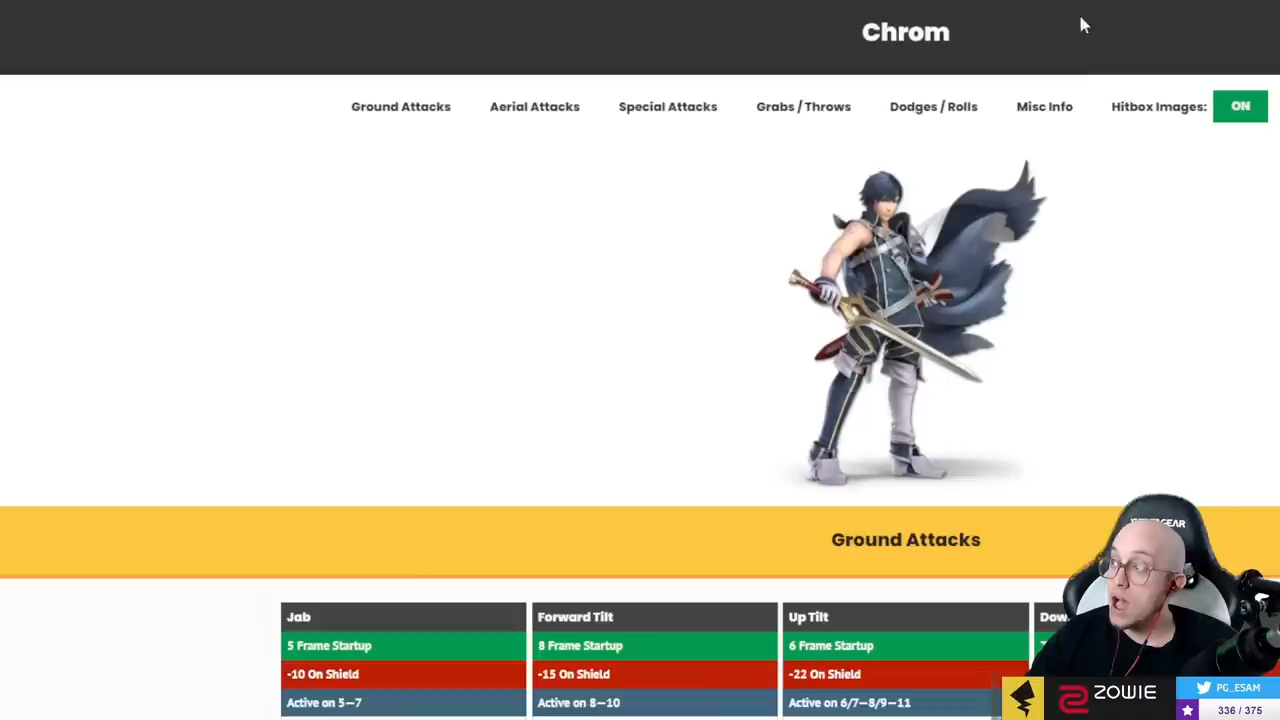 Chrom
Ground Attacks
Aerial Attacks
Special Attacks
Grabs / Throws
Dodges / Rolls
Misc Info
Hitbox Images:
ON
Ground Attacks
Jab
5 Frame Startup
-10 On Shield
Active on 5—7
Forward Tilt
8 Frame Startup
-15 On Shield
Active on 8—10
Up Tilt
6 Frame Startup
-22 On Shield
Active on 6/7—8/9—11
ZOWIE
PG_ESAM
336 / 375